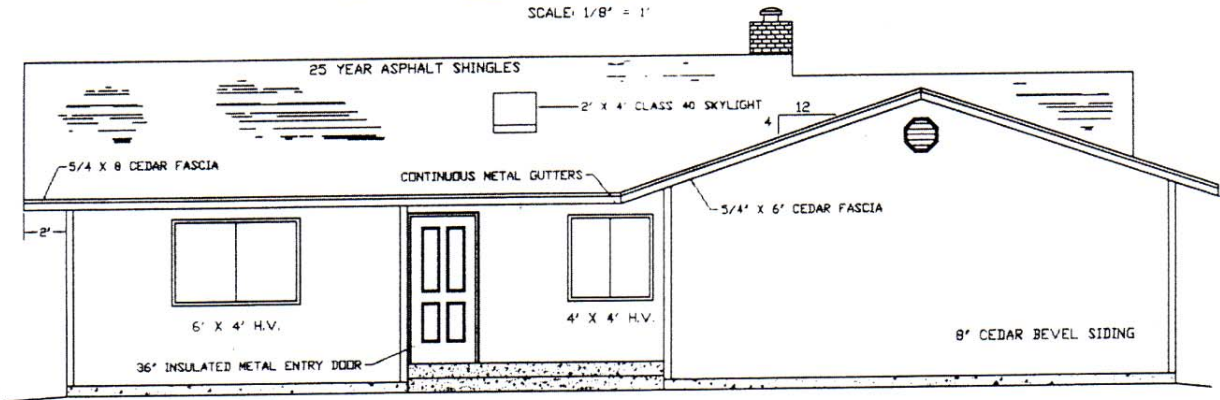 SCALE: 1/8" = 1'
25 YEAR ASPHALT SHINGLES
2' X 4' CLASS 40 SKYLIGHT
12
4
5/4 X 8 CEDAR FASCIA
CONTINUOUS METAL GUTTERS
5/4" X 6" CEDAR FASCIA
2'
6' X 4' H.V.
4' X 4' H.V.
8" CEDAR BEVEL SIDING
36" INSULATED METAL ENTRY DOOR